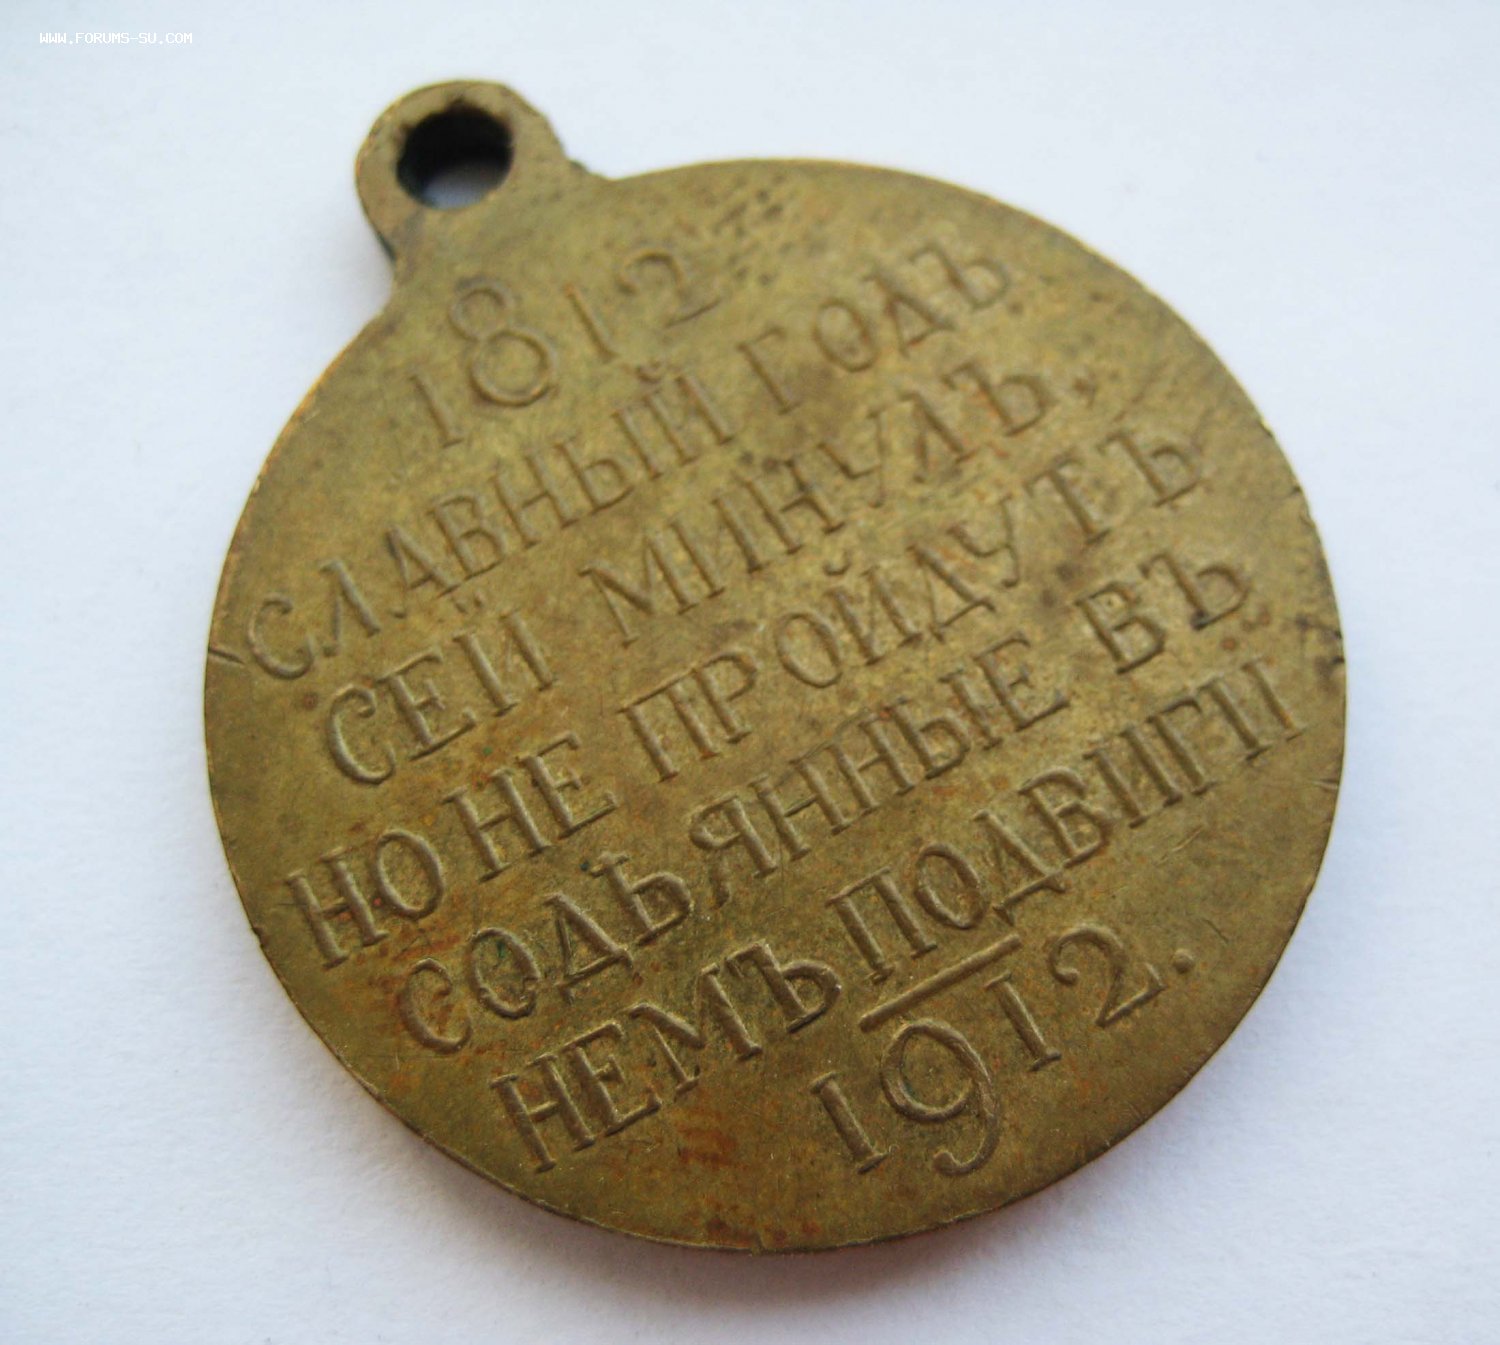 WWW.FORUMS-SU.COM
1812
СЛАВНЫЙ ГОДЪ
СЕЙ МИНУЛЪ,
НО НЕ ПРОЙДУТЪ
СОДѢЯННЫЕ ВЪ
НЕМЪ ПОДВИГИ
1912.